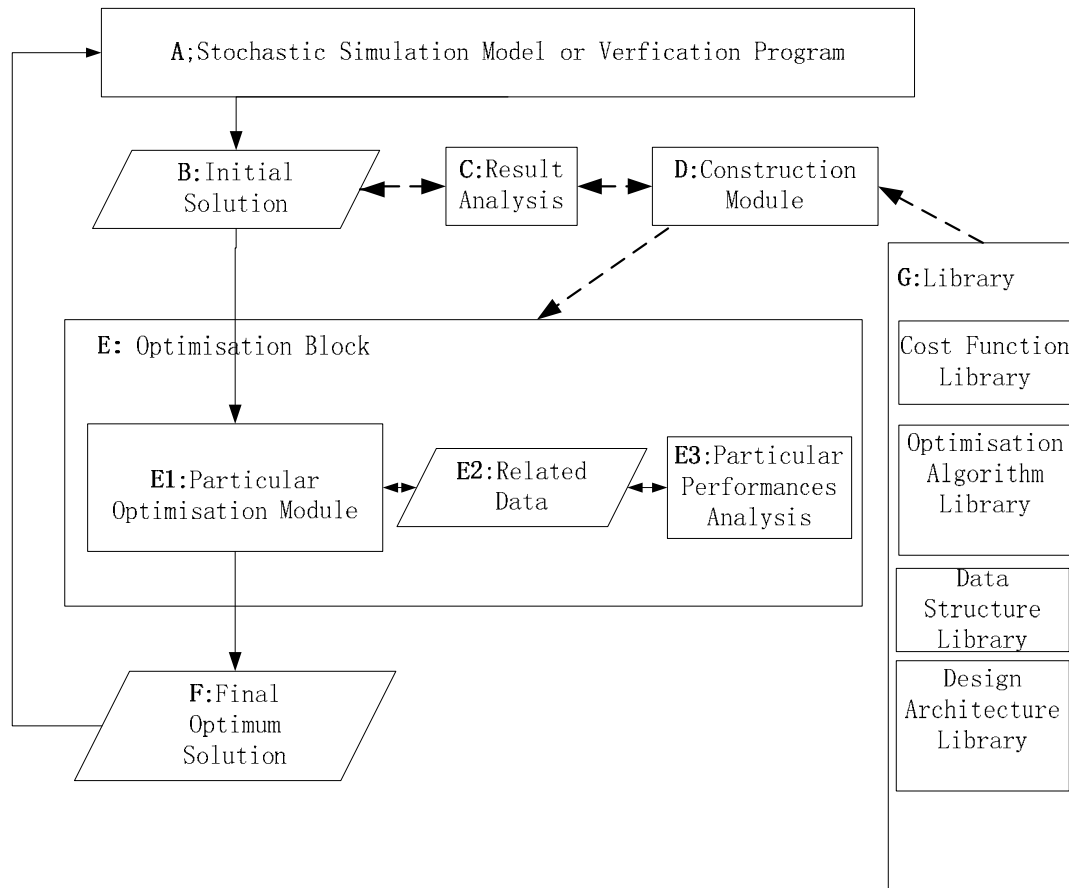 A;Stochastic Simulation Model or Verfication Program
B:Initial
Solution
C:Result
Analysis
D:Construction
Module
G:Library
Cost Function
Library
Optimisation
Algorithm
Library
Data
Structure
Library
Design
Architecture
Library
E: Optimisation Block
E1:Particular
Optimisation Module
E2:Related
Data
E3:Particular
Performances
Analysis
F:Final
Optimum
Solution